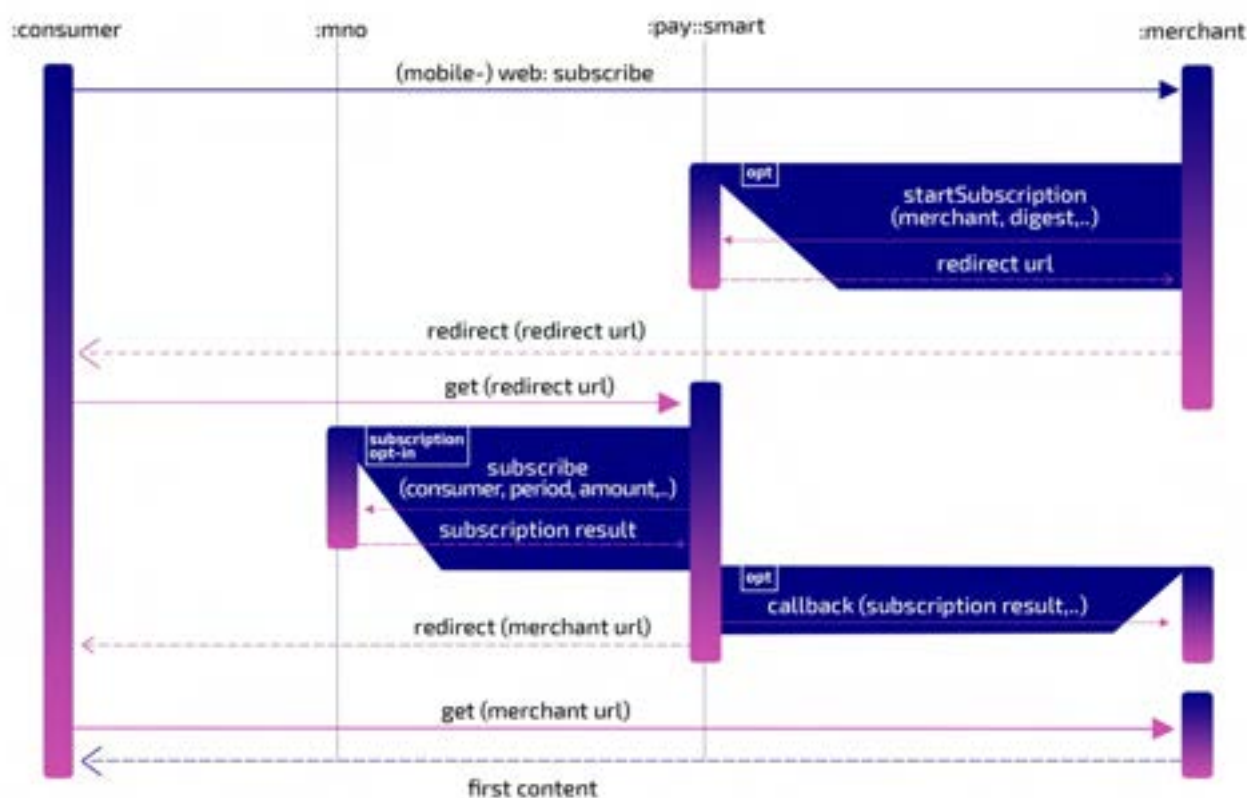 :consumer
:mno
:pay::smart
:merchant
(mobile-) web: subscribe
opt
startSubscription
(merchant, digest,..)
redirect url
redirect (redirect url)
get (redirect url)
subscription
opt-in
subscribe
(consumer, period, amount,..)
subscription result
opt
callback (subscription result,..)
redirect (merchant url)
get (merchant url)
first content